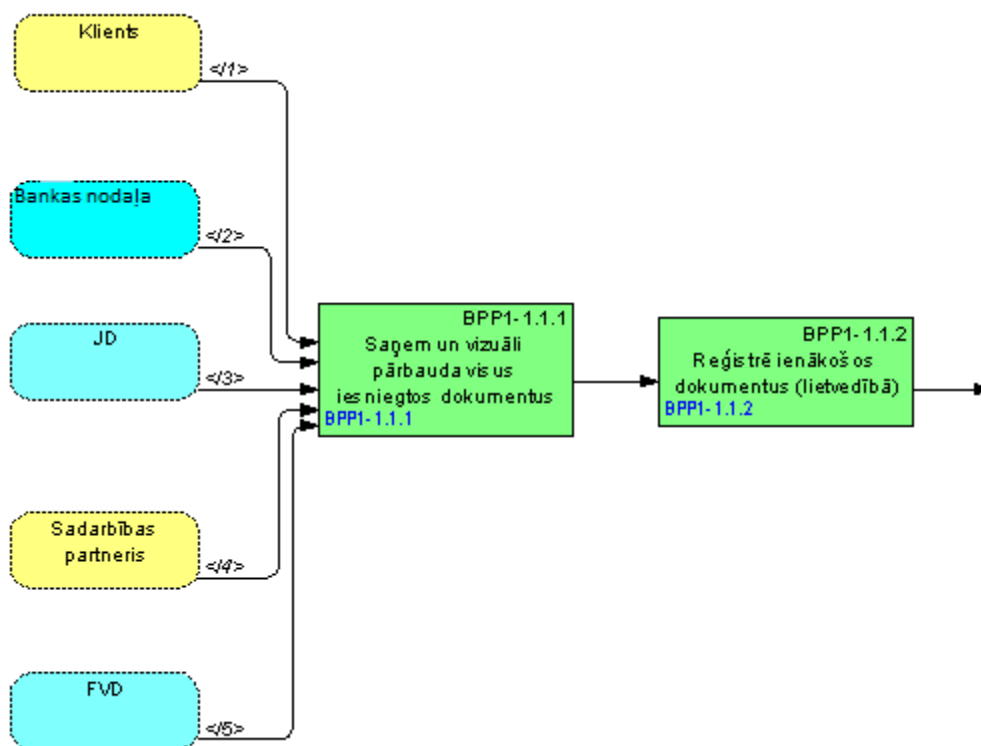 Klients
</1>
Bankas nodaļa
</2>
JD
</3>
BPP1-1.1.1
Saņem un vizuāli
pārbauda visus
iesniegtos dokumentus
BPP1-1.1.1
BPP1-1.1.2
Reģistrē ienākošos
dokumentus (lietvedībā)
BPP1-1.1.2
Sadarbības
partneris
</4>
FVD
</5>